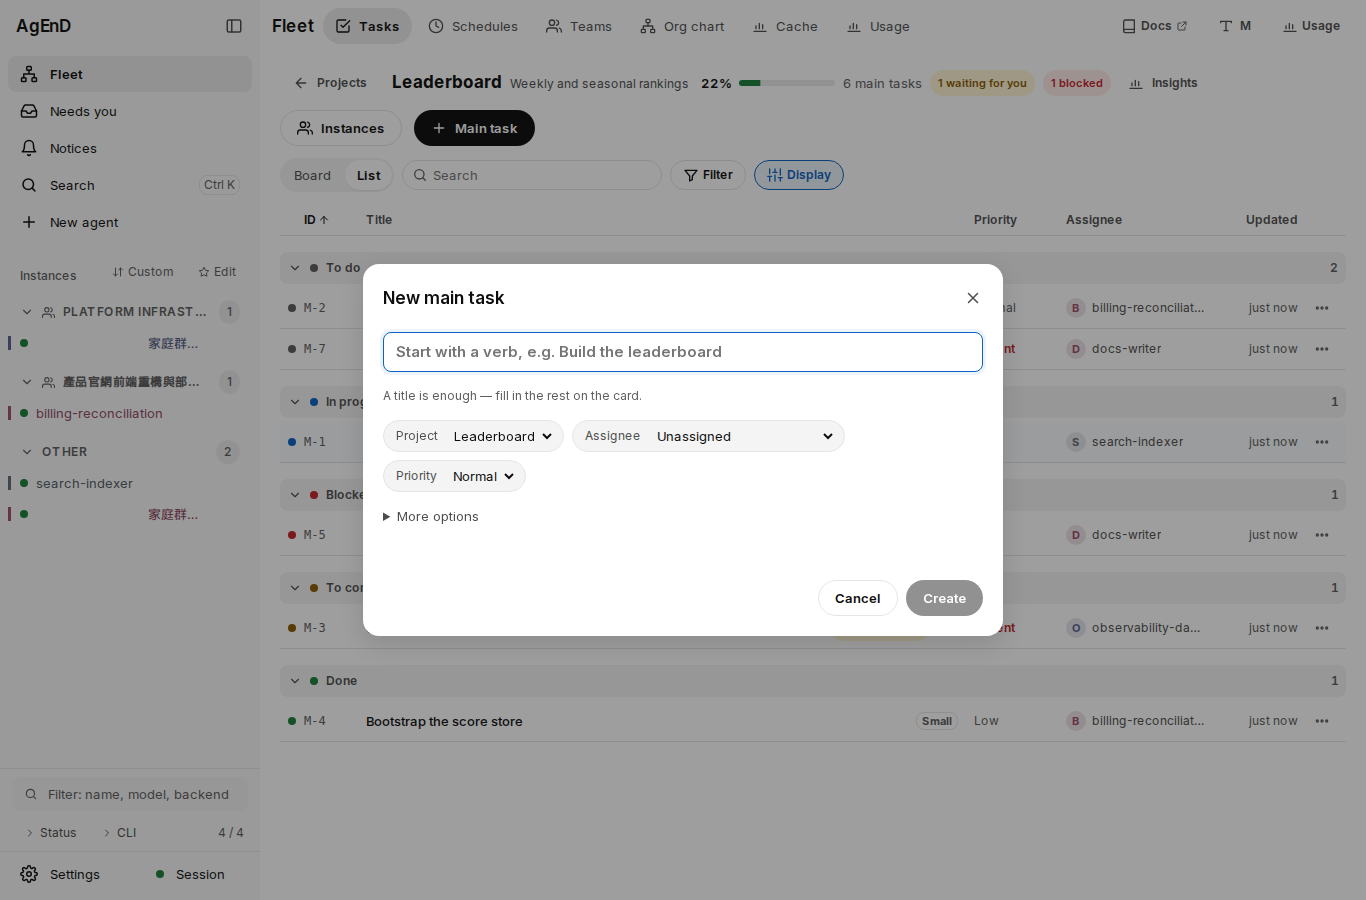 AgEnD
Fleet
Needs you
Notices
Search
Ctrl K
New agent
Instances
Custom
Edit
PLATFORM INFRAST...
1
家庭群...
產品官網前端重構與部...
1
billing-reconciliation
OTHER
2
search-indexer
家庭群...
Filter: name, model, backend
Status
CLI
4 / 4
Settings
Session
Fleet
Tasks
Schedules
Teams
Org chart
Cache
Usage
Docs
M
Usage
Projects
Leaderboard
Weekly and seasonal rankings
22%
6 main tasks
1 waiting for you
1 blocked
Insights
Instances
Main task
Board
List
Search
Filter
Display
ID
Title
Priority
Assignee
Updated
To do
2
M-2
B
billing-reconciliat...
just now
M-7
D
docs-writer
just now
1
M-1
S
search-indexer
just now
1
M-5
D
docs-writer
just now
1
M-3
O
observability-da...
just now
Done
1
M-4
Bootstrap the score store
Small
Low
B
billing-reconciliat...
just now
New main task
Start with a verb, e.g. Build the leaderboard
A title is enough — fill in the rest on the card.
Project
Leaderboard
Assignee
Unassigned
Priority
Normal
More options
Cancel
Create